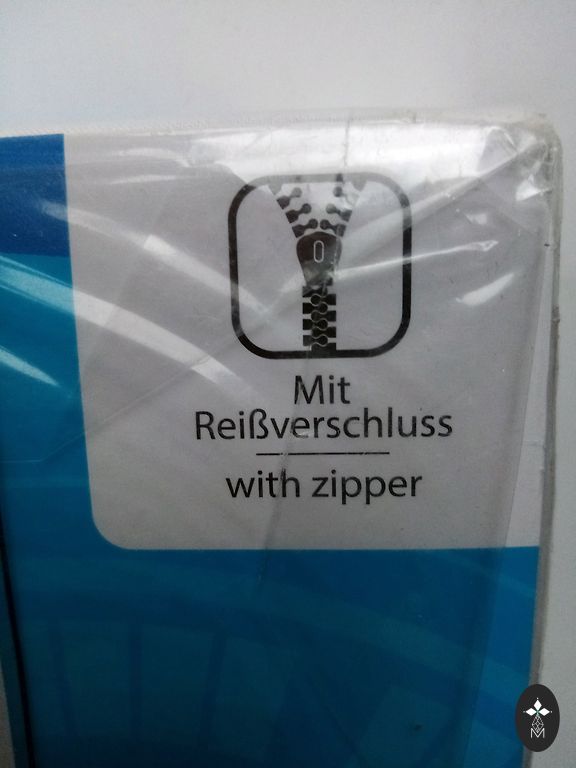 Mit
Reißverschluss
with zipper